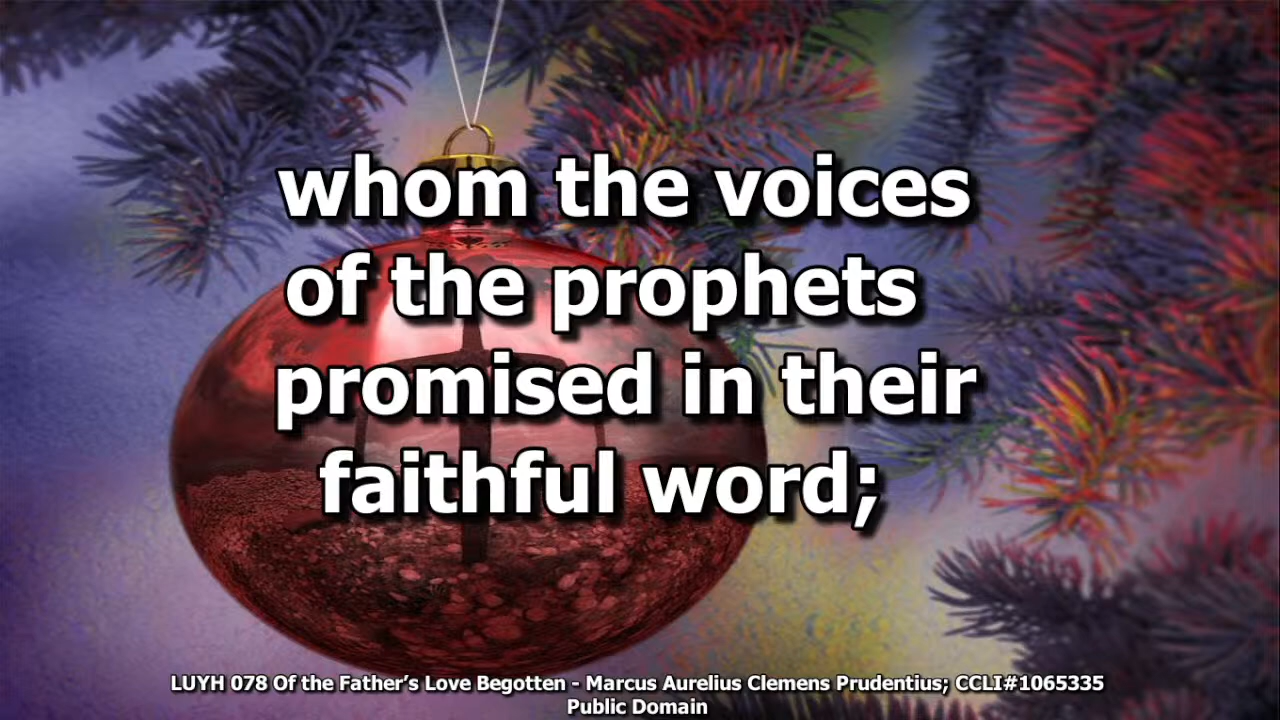 whom the voices
of the prophets
promised in their
faithful word;
LUYH 078 Of the Father’s Love Begotten - Marcus Aurelius Clemens Prudentius; CCLI#1065335
Public Domain